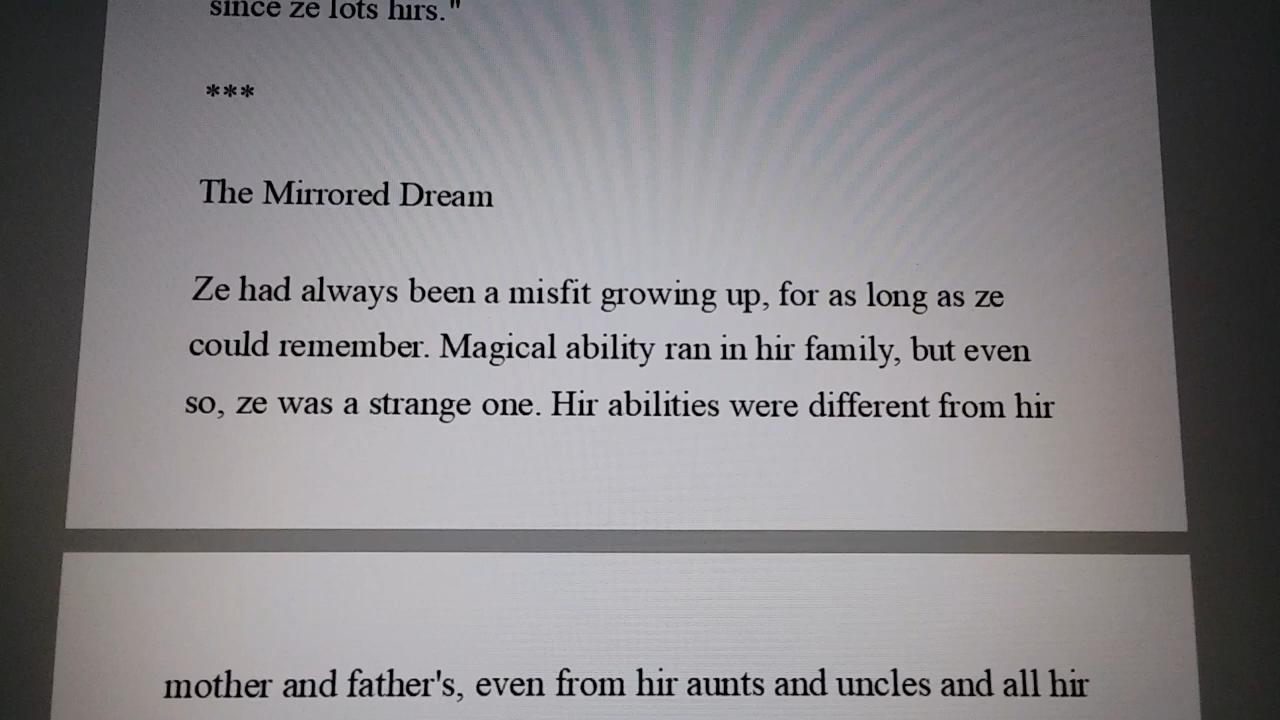 since ze lots hirs."
***
The Mirrored Dream
Ze had always been a misfit growing up, for as long as ze
could remember. Magical ability ran in hir family, but even
so, ze was a strange one. Hir abilities were different from hir
mother and father's, even from hir aunts and uncles and all hir